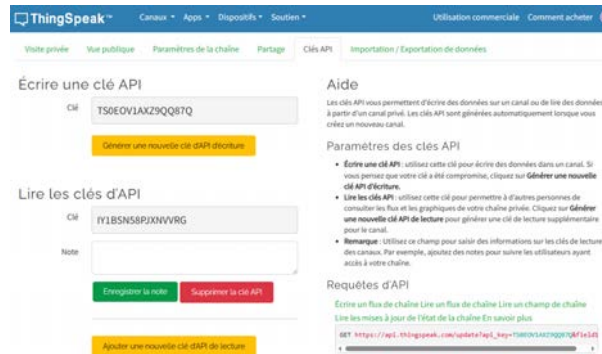 ThingSpeak™
Canaux
Apps
Dispositifs
Soutien
Utilisation commerciale
Comment acheter
Visite privée
Vue publique
Paramètres de la chaîne
Partage
Clés API
Importation / Exportation de données
Écrire une clé API
Clé
TS0EOV1AXZ9QQ87Q
Générer une nouvelle clé d'API d'écriture
Lire les clés d'API
Clé
IY1BSN58PJXNVVRG
Note
Enregistrer la note
Supprimer la clé API
Ajouter une nouvelle clé d'API de lecture
Aide
Les clés API vous permettent d'écrire des données sur un canal ou de lire des données
à partir d'un canal privé. Les clés API sont générées automatiquement lorsque vous
créez un nouveau canal.
Paramètres des clés API
• Écrire une clé API : utilisez cette clé pour écrire des données dans un canal. Si
vous pensez que votre clé a été compromise, cliquez sur Générer une nouvelle
clé d'API d'écriture.
• Lire les clés API : utilisez cette clé pour permettre à d'autres personnes de
consulter les flux et les graphiques de votre chaîne privée. Cliquez sur Générer
une nouvelle clé API de lecture pour générer une clé de lecture supplémentaire
pour le canal.
• Remarque : Utilisez ce champ pour saisir des informations sur les clés de lecture
des canaux. Par exemple, ajoutez des notes pour suivre les utilisateurs ayant
accès à votre chaîne.
Requêtes d'API
Écrire un flux de chaîne Lire un flux de chaîne Lire un champ de chaîne
Lire les mises à jour de l'état de la chaîne En savoir plus
GET https://api.thingspeak.com/update?api_key=TS0EOV1AXZ9QQ87Q&field1